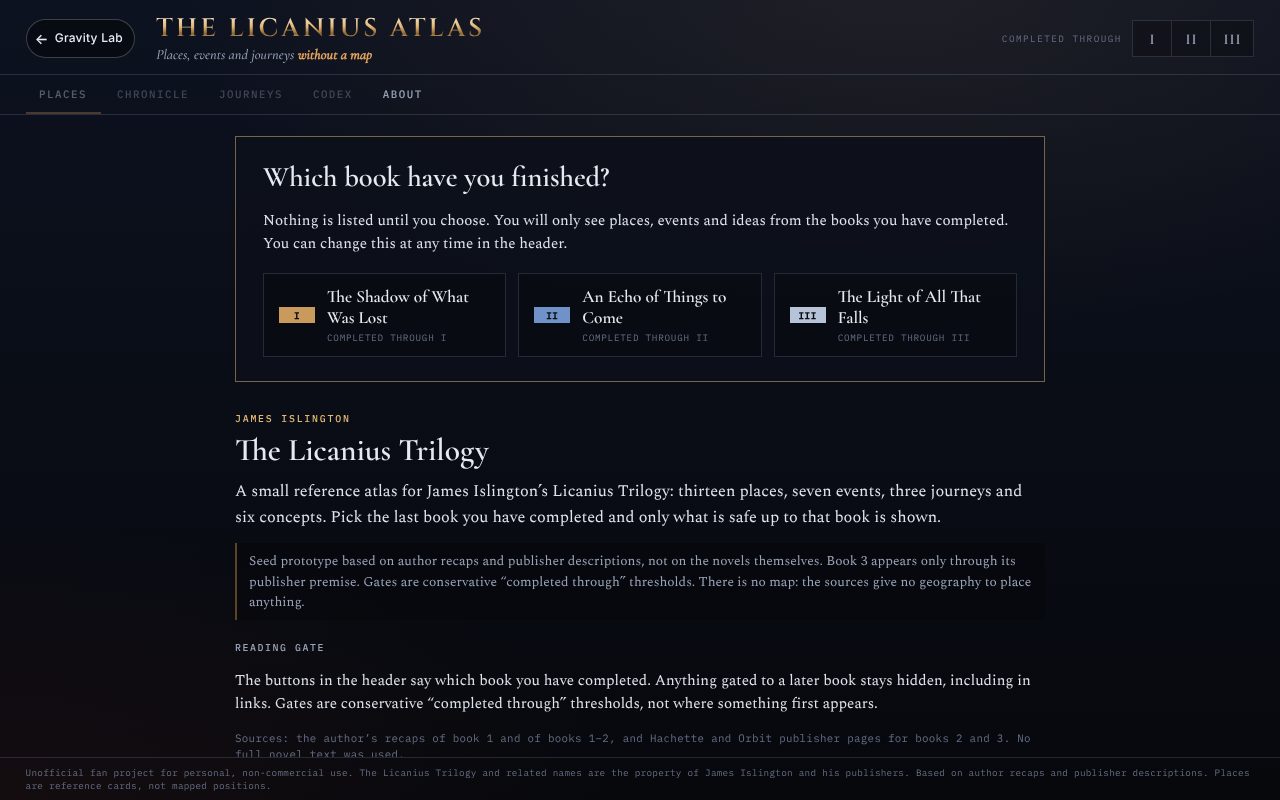 ← Gravity Lab
THE LICANIUS ATLAS
Places, events and journeys without a map
COMPLETED THROUGH
I
II
III
PLACES
CHRONICLE
JOURNEYS
CODEX
ABOUT
Which book have you finished?
Nothing is listed until you choose. You will only see places, events and ideas from the books you have completed.
You can change this at any time in the header.
I
The Shadow of What
Was Lost
COMPLETED THROUGH I
II
An Echo of Things to
Come
COMPLETED THROUGH II
III
The Light of All That
Falls
COMPLETED THROUGH III
JAMES ISLINGTON
The Licanius Trilogy
A small reference atlas for James Islington’s Licanius Trilogy: thirteen places, seven events, three journeys and
six concepts. Pick the last book you have completed and only what is safe up to that book is shown.
Seed prototype based on author recaps and publisher descriptions, not on the novels themselves. Book 3 appears only through its
publisher premise. Gates are conservative “completed through” thresholds. There is no map: the sources give no geography to place
anything.
READING GATE
The buttons in the header say which book you have completed. Anything gated to a later book stays hidden, including in
links. Gates are conservative “completed through” thresholds, not where something first appears.
Sources: the author’s recaps of book 1 and of books 1–2, and Hachette and Orbit publisher pages for books 2 and 3. No
full novel text was used.
Unofficial fan project for personal, non-commercial use. The Licanius Trilogy and related names are the property of James Islington and his publishers. Based on author recaps and publisher descriptions. Places
are reference cards, not mapped positions.